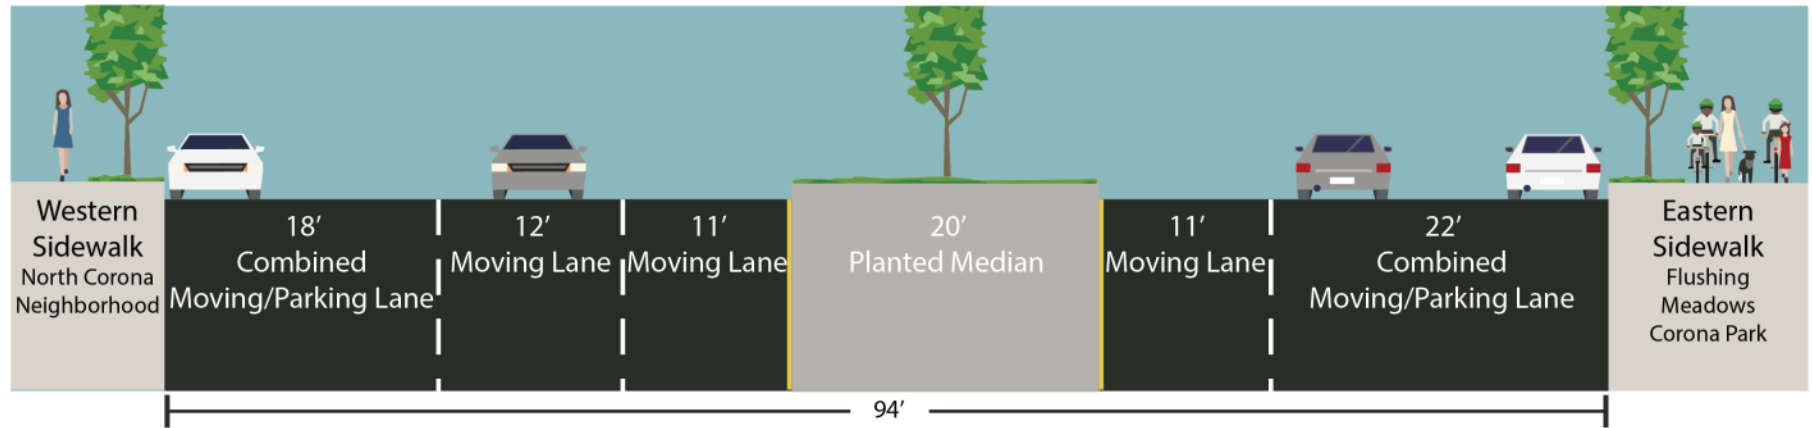 Western
Sidewalk
North Corona
Neighborhood
18’
Combined
Moving/Parking Lane
12’
Moving Lane
11’
Moving Lane
20’
Planted Median
11’
Moving Lane
22’
Combined
Moving/Parking Lane
Eastern
Sidewalk
Flushing
Meadows
Corona Park
94’